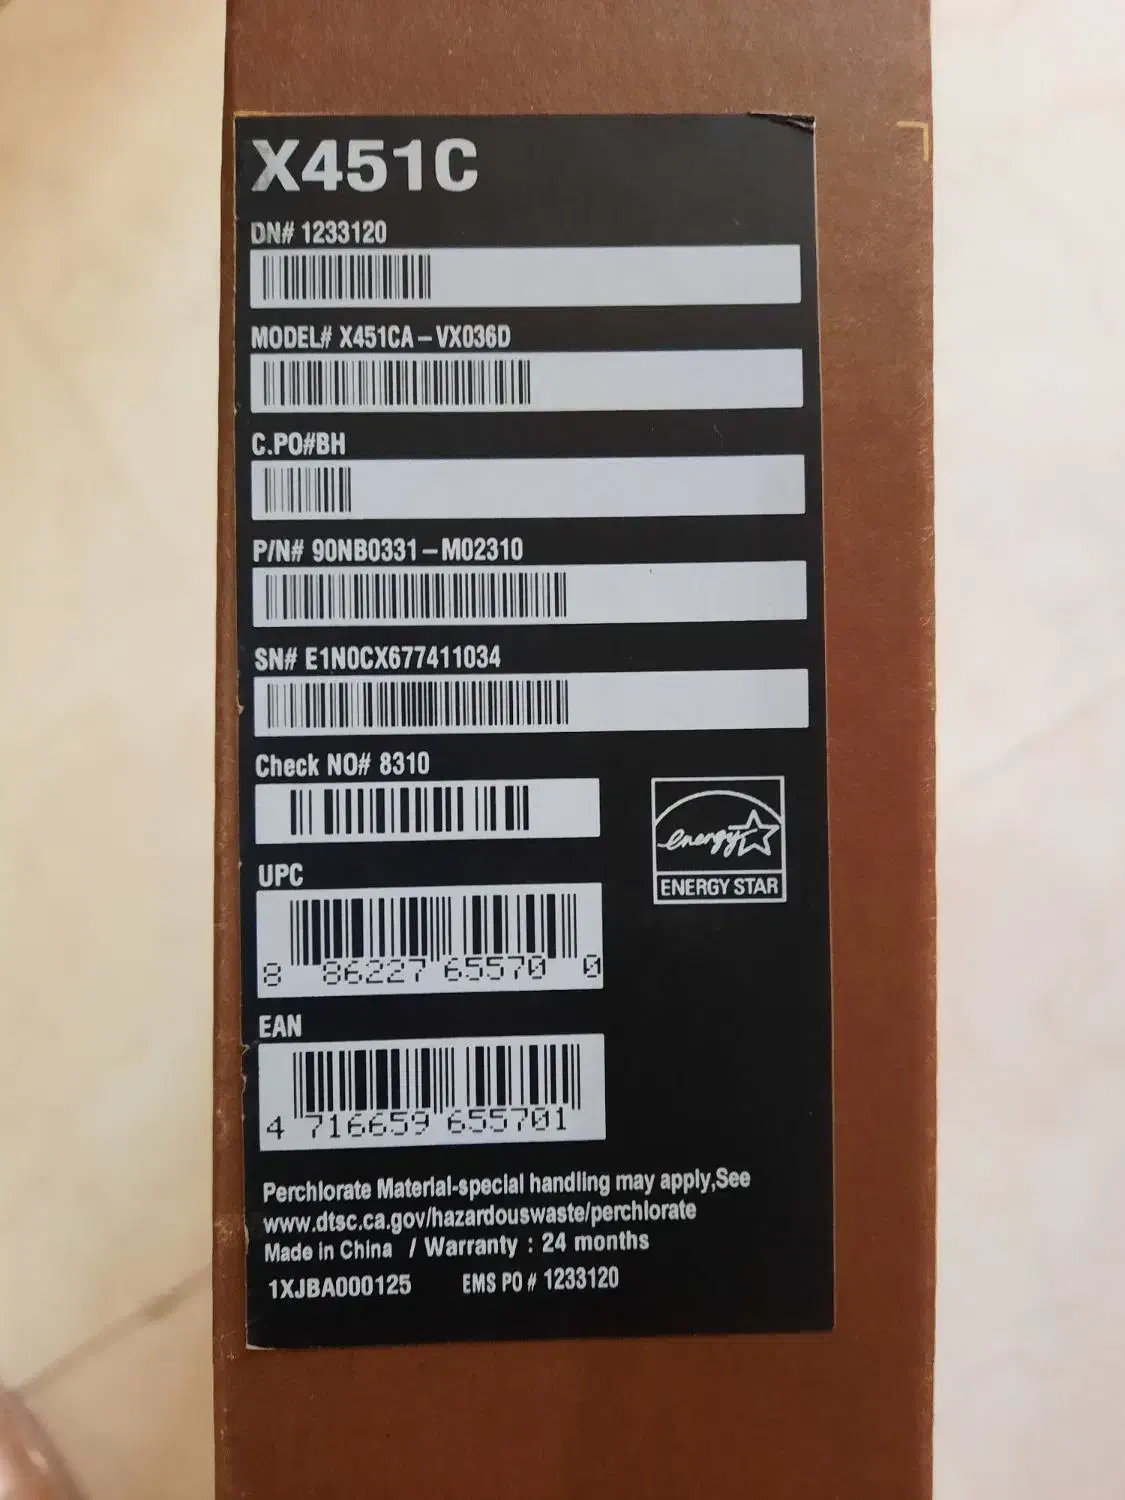 X451C
DN# 1233120
MODEL# X451CA-VX036D
C.PO#BH
P/N# 90NB0331-M02310
SN# E1N0CX677411034
Check NO# 8310
energy
ENERGY STAR
UPC
8 86227 65570 0
EAN
4 716659 655701
Perchlorate Material-special handling may apply,See
www.dtsc.ca.gov/hazardouswaste/perchlorate
Made in China / Warranty : 24 months
1XJBA000125 EMS PO # 1233120